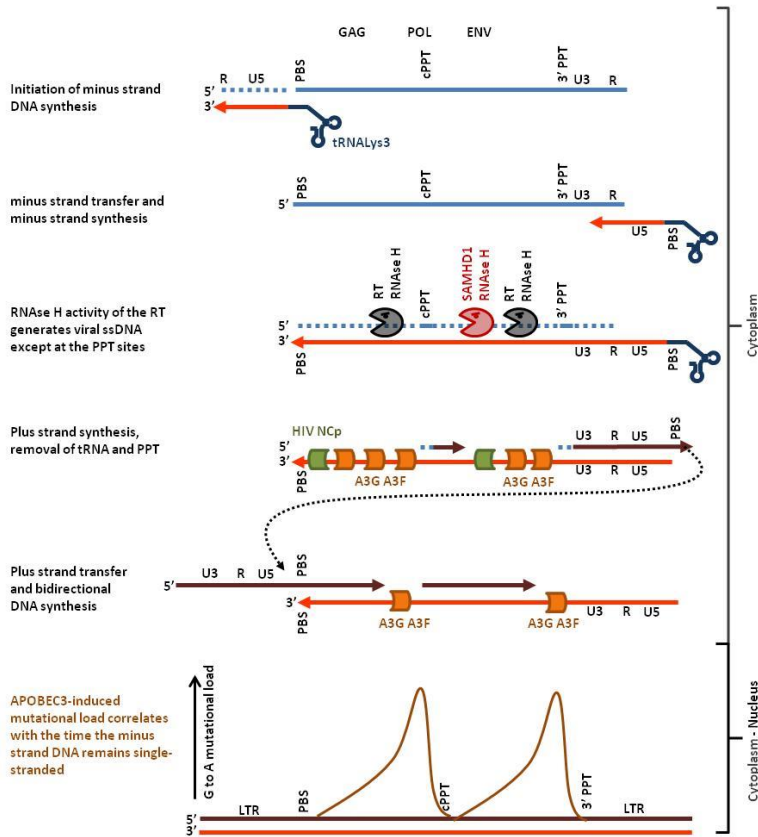 GAG POL ENV
R U5 PBS cPPT 3' PPT U3 R
Initiation of minus strand
DNA synthesis
5'
3'
tRNALys3
PBS cPPT 3' PPT U3 R
minus strand transfer and
minus strand synthesis
5'
U5 PBS
RT
RNAse H
cPPT
SAMHD1
RNAse H
RT
RNAse H
3' PPT
RNAse H activity of the RT
generates viral ssDNA
except at the PPT sites
5'
3'
PBS U3 R U5 PBS
Cytoplasm
Plus strand synthesis,
removal of tRNA and PPT
HIV NCp
U3 R U5 PBS
5'
3'
PBS A3G A3F A3G A3F U3 R U5
Plus strand transfer
and bidirectional
DNA synthesis
U3 R U5 PBS
5'
3'
PBS A3G A3F A3G A3F U3 R U5
APOBEC3-induced
mutational load correlates
with the time the minus
strand DNA remains single-
stranded
G to A mutational load
LTR PBS cPPT 3' PPT LTR
5'
3'
Cytoplasm - Nucleus